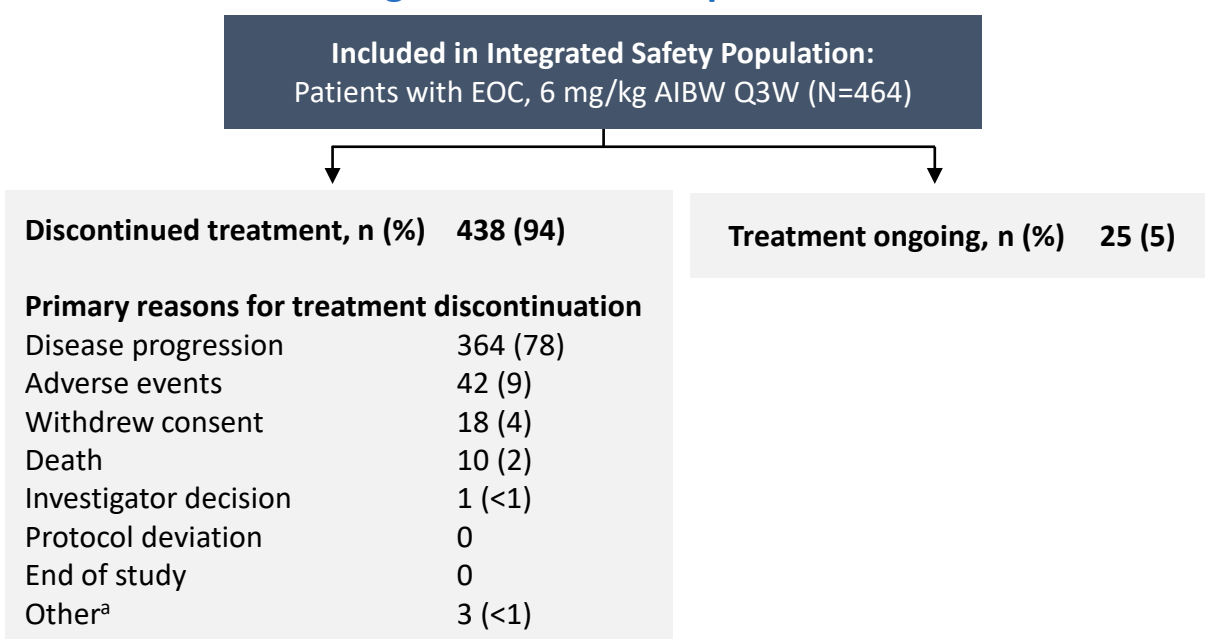 Included in Integrated Safety Population:
Patients with EOC, 6 mg/kg AIBW Q3W (N=464)
Discontinued treatment, n (%) 438 (94)
Primary reasons for treatment discontinuation
Disease progression 364 (78)
Adverse events 42 (9)
Withdrew consent 18 (4)
Death 10 (2)
Investigator decision 1 (<1)
Protocol deviation 0
End of study 0
Otherᵃ 3 (<1)
Treatment ongoing, n (%) 25 (5)